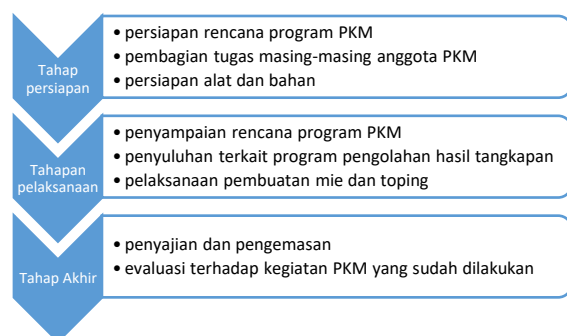 Tahap
persiapan
• persiapan rencana program PKM
• pembagian tugas masing-masing anggota PKM
• persiapan alat dan bahan
Tahapan
pelaksanaan
• penyampaian rencana program PKM
• penyuluhan terkait program pengolahan hasil tangkapan
• pelaksanaan pembuatan mie dan toping
Tahap Akhir
• penyajian dan pengemasan
• evaluasi terhadap kegiatan PKM yang sudah dilakukan